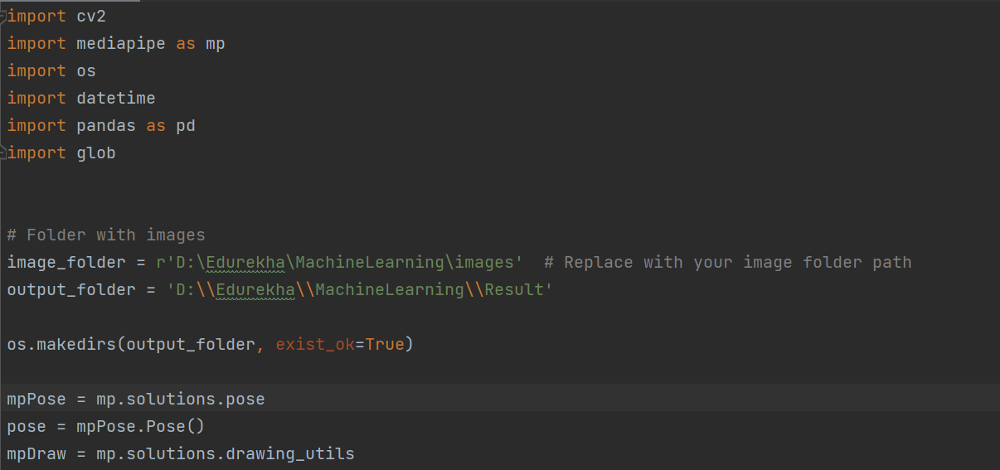 import cv2
import mediapipe as mp
import os
import datetime
import pandas as pd
import glob
# Folder with images
image_folder = r'D:\Edurekha\MachineLearning\images'  # Replace with your image folder path
output_folder = 'D:\\Edurekha\\MachineLearning\\Result'
os.makedirs(output_folder, exist_ok=True)
mpPose = mp.solutions.pose
pose = mpPose.Pose()
mpDraw = mp.solutions.drawing_utils